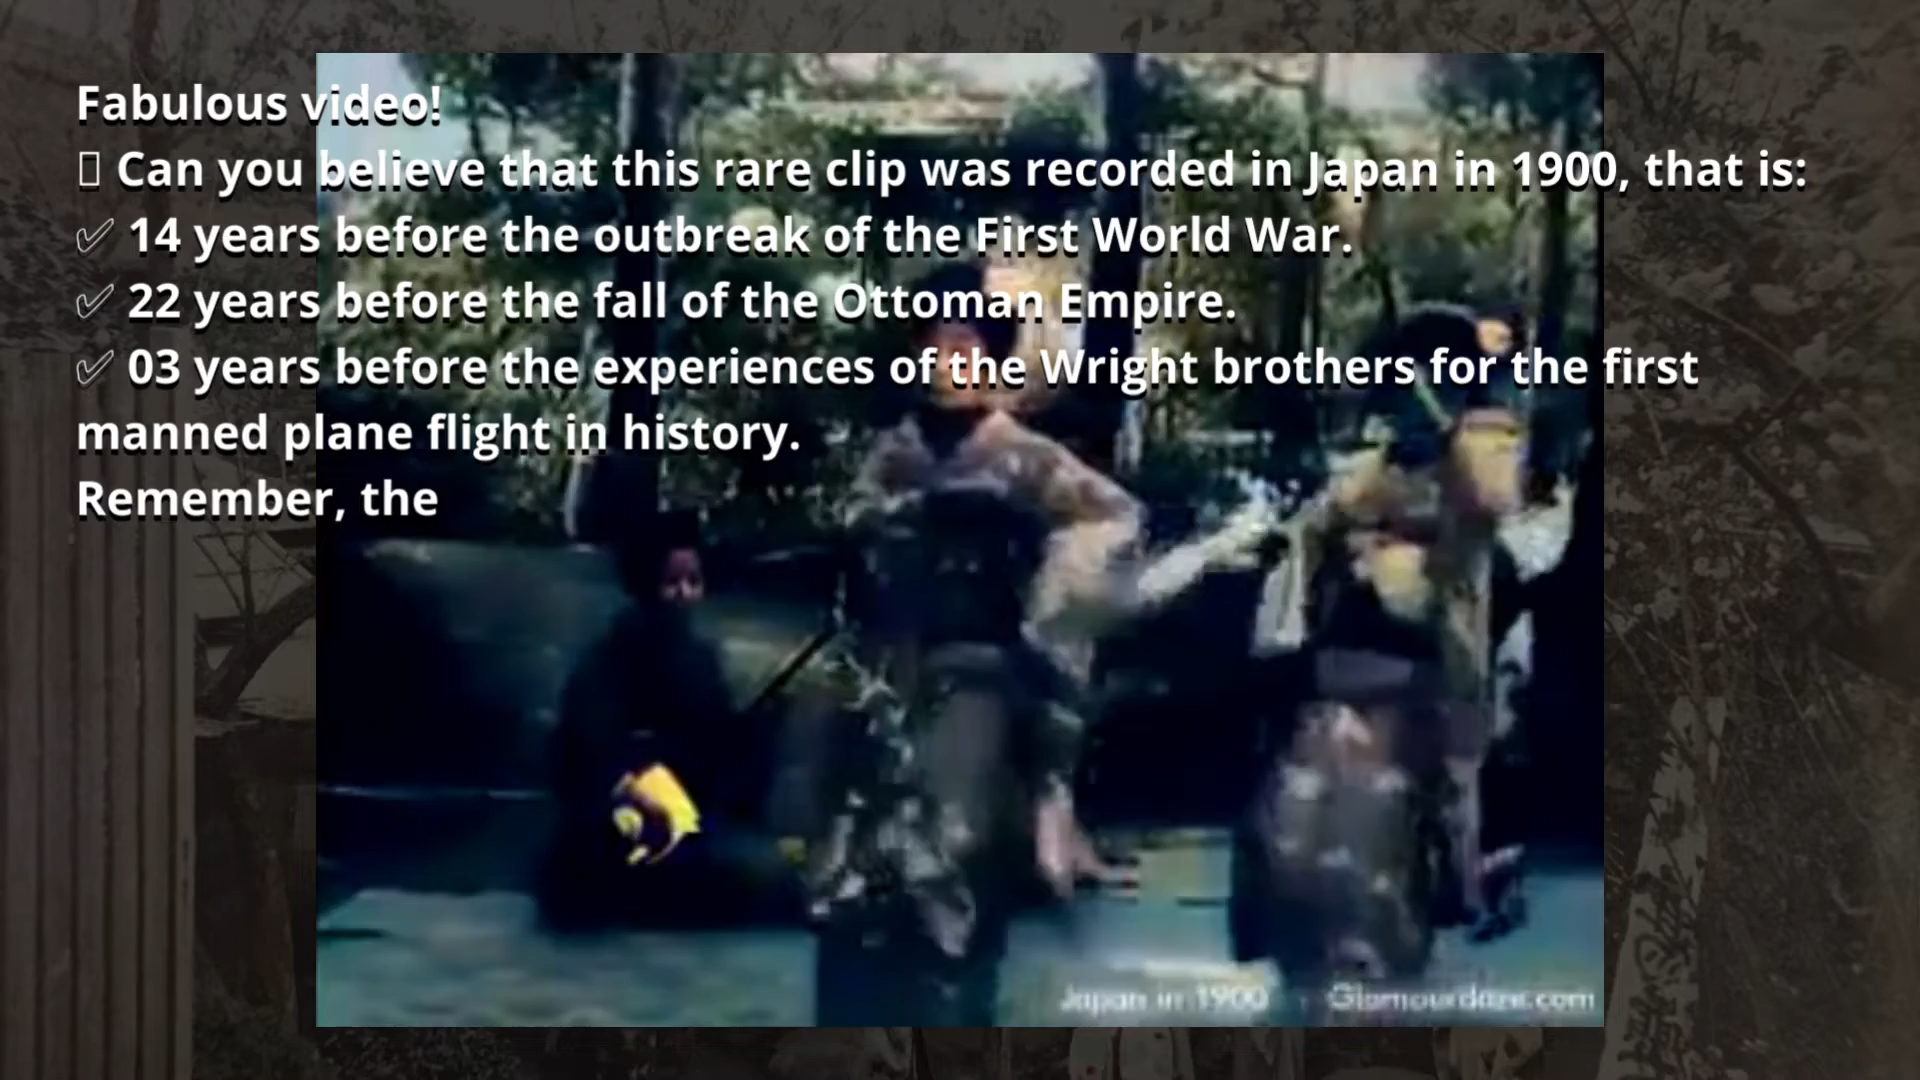 Fabulous video!
Can you believe that this rare clip was recorded in Japan in 1900, that is:
✅ 14 years before the outbreak of the First World War.
✅ 22 years before the fall of the Ottoman Empire.
✅ 03 years before the experiences of the Wright brothers for the first
manned plane flight in history.
Remember, the
Japan in 1900 Glamourdaze.com